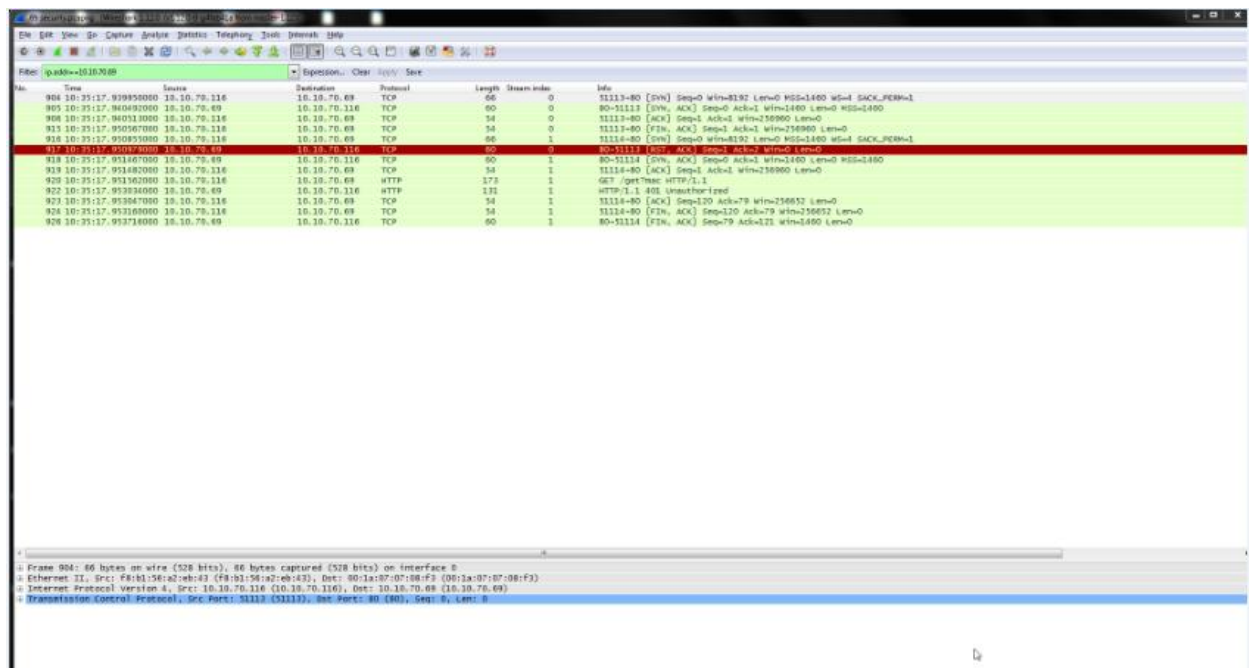 File Edit View Go Capture Analyze Statistics Telephony Tools Internals Help
Filter: ip.addr==10.10.70.69 Expression... Clear Apply Save
No. Time Source Destination Protocol Length Stream index Info
904 10:35:17.939950000 10.10.70.116 10.10.70.69 TCP 66 0 51113→80 [SYN] Seq=0 Win=8192 Len=0 MSS=1460 WS=4 SACK_PERM=1
905 10:35:17.940492000 10.10.70.69 10.10.70.116 TCP 60 0 80→51113 [SYN, ACK] Seq=0 Ack=1 Win=1460 Len=0 MSS=1460
906 10:35:17.940513000 10.10.70.116 10.10.70.69 TCP 54 0 51113→80 [ACK] Seq=1 Ack=1 Win=256960 Len=0
915 10:35:17.950567000 10.10.70.116 10.10.70.69 TCP 54 0 51113→80 [FIN, ACK] Seq=1 Ack=1 Win=256960 Len=0
916 10:35:17.950855000 10.10.70.116 10.10.70.69 TCP 66 1 51114→80 [SYN] Seq=0 Win=8192 Len=0 MSS=1460 WS=4 SACK_PERM=1
917 10:35:17.950979000 10.10.70.69 10.10.70.116 TCP 60 0 80→51113 [RST, ACK] Seq=1 Ack=2 Win=0 Len=0
918 10:35:17.951467000 10.10.70.69 10.10.70.116 TCP 60 1 80→51114 [SYN, ACK] Seq=0 Ack=1 Win=1460 Len=0 MSS=1460
919 10:35:17.951482000 10.10.70.116 10.10.70.69 TCP 54 1 51114→80 [ACK] Seq=1 Ack=1 Win=256960 Len=0
920 10:35:17.951562000 10.10.70.116 10.10.70.69 HTTP 173 1 GET /get?mac HTTP/1.1
922 10:35:17.953034000 10.10.70.69 10.10.70.116 HTTP 131 1 HTTP/1.1 401 Unauthorized
923 10:35:17.953047000 10.10.70.116 10.10.70.69 TCP 54 1 51114→80 [ACK] Seq=120 Ack=79 Win=256652 Len=0
924 10:35:17.953168000 10.10.70.116 10.10.70.69 TCP 54 1 51114→80 [FIN, ACK] Seq=120 Ack=79 Win=256652 Len=0
928 10:35:17.953716000 10.10.70.69 10.10.70.116 TCP 60 1 80→51114 [FIN, ACK] Seq=79 Ack=121 Win=1460 Len=0
Frame 904: 66 bytes on wire (528 bits), 66 bytes captured (528 bits) on interface 0
Ethernet II, Src: f8:b1:56:a2:eb:43 (f8:b1:56:a2:eb:43), Dst: 00:1a:07:07:08:f3 (00:1a:07:07:08:f3)
Internet Protocol Version 4, Src: 10.10.70.116 (10.10.70.116), Dst: 10.10.70.69 (10.10.70.69)
Transmission Control Protocol, Src Port: 51113 (51113), Dst Port: 80 (80), Seq: 0, Len: 0